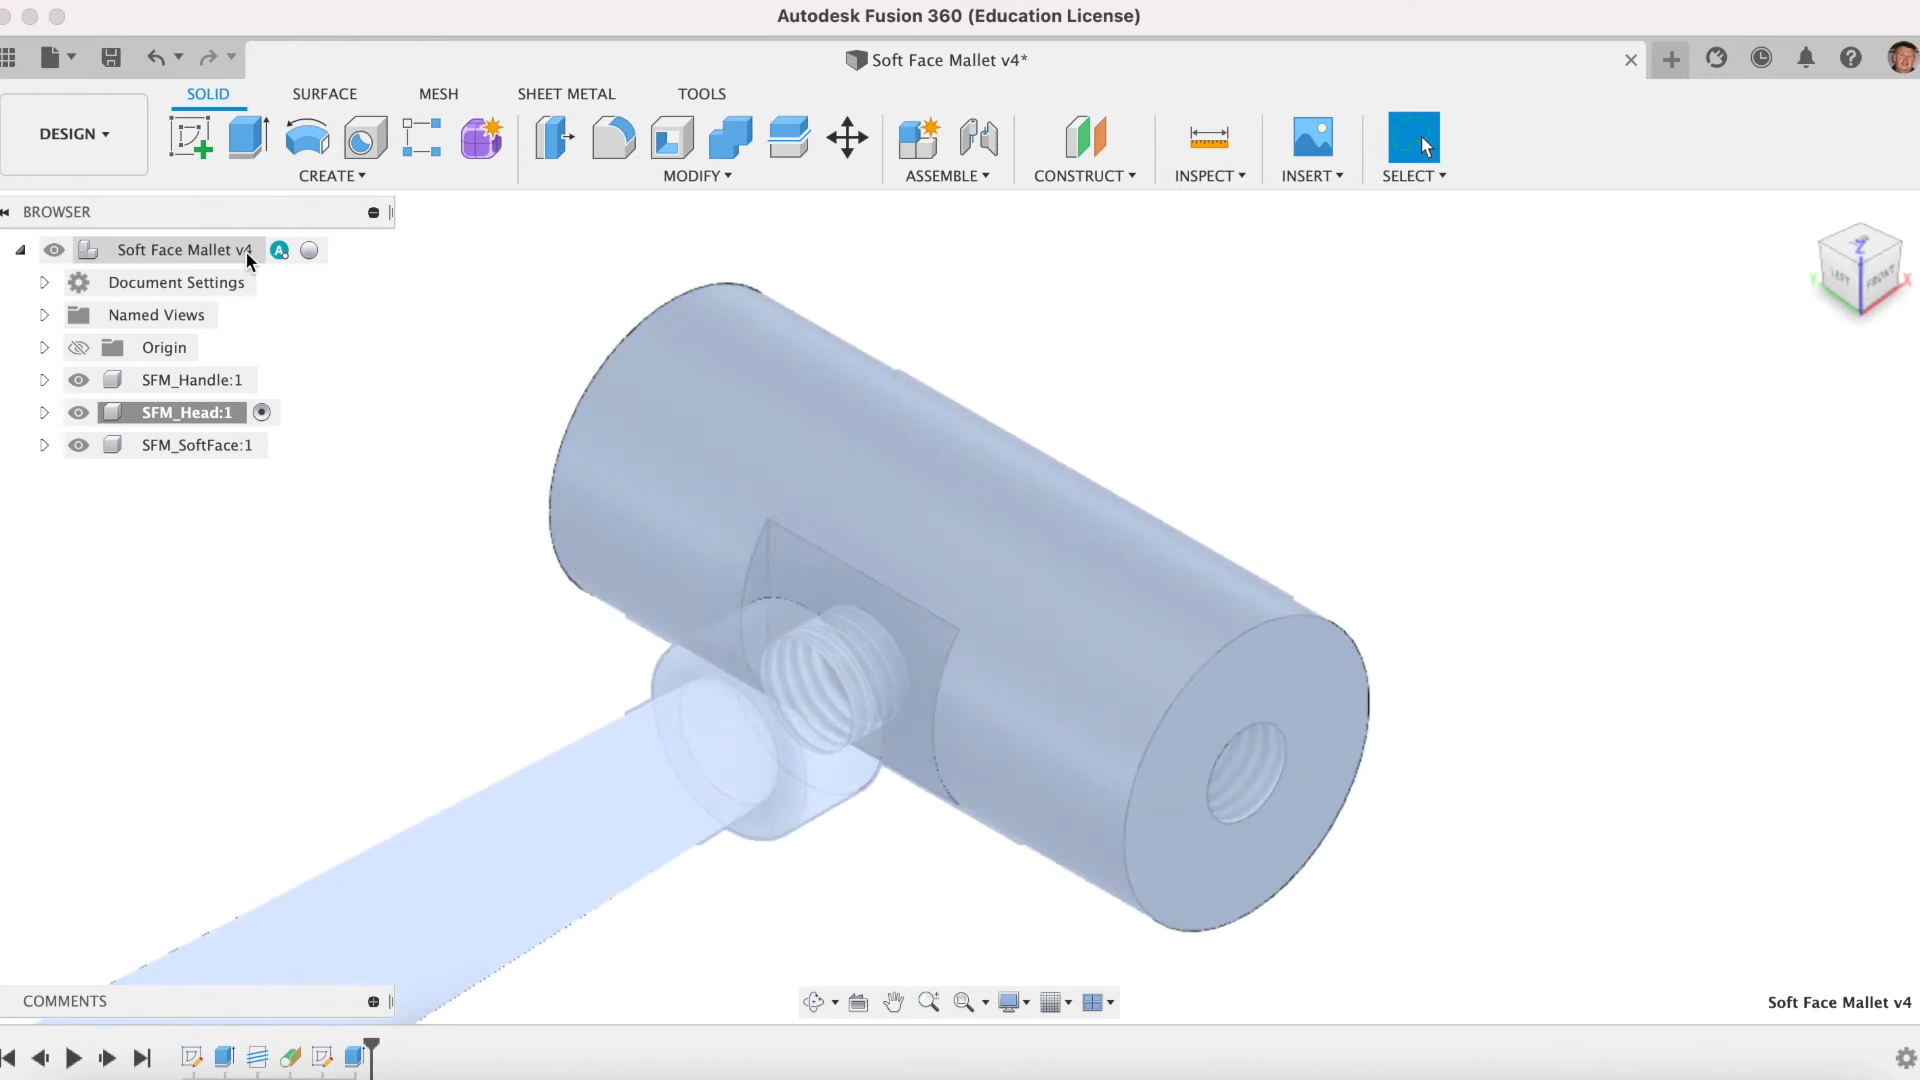 Autodesk Fusion 360 (Education License)
Soft Face Mallet v4*
SOLID SURFACE MESH SHEET METAL TOOLS
DESIGN
CREATE MODIFY ASSEMBLE CONSTRUCT INSPECT INSERT SELECT
BROWSER
Soft Face Mallet v4 A
Document Settings
Named Views
Origin
SFM_Handle:1
SFM_Head:1
SFM_SoftFace:1
Z
LEFT FRONT
Y X
COMMENTS
Soft Face Mallet v4